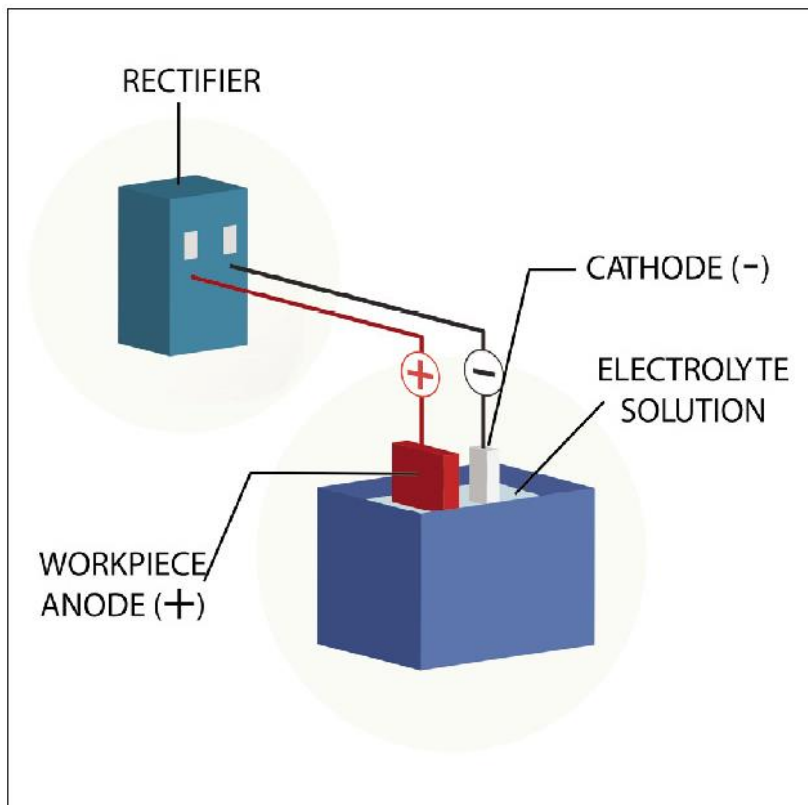 RECTIFIER
CATHODE (-)
ELECTROLYTE
SOLUTION
+
-
WORKPIECE
ANODE (+)